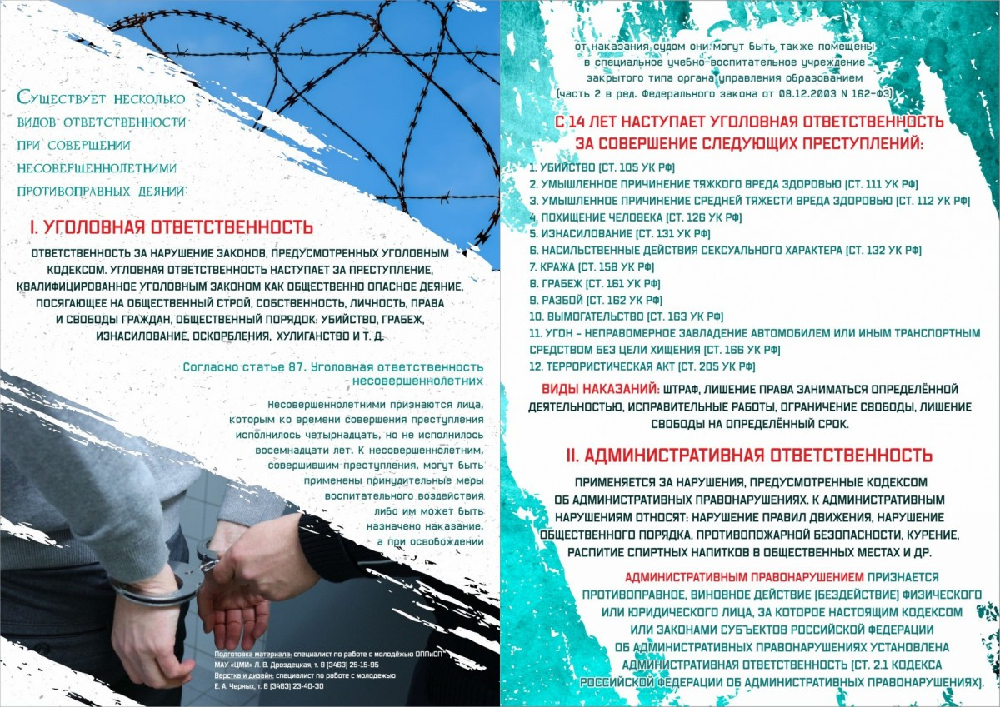 Существует несколько
видов ответственности
при совершении
несовершеннолетними
противоправных деяний:
I. УГОЛОВНАЯ ОТВЕТСТВЕННОСТЬ
ОТВЕТСТВЕННОСТЬ ЗА НАРУШЕНИЕ ЗАКОНОВ, ПРЕДУСМОТРЕННЫХ УГОЛОВНЫМ
КОДЕКСОМ. УГЛОВНАЯ ОТВЕТСТВЕННОСТЬ НАСТУПАЕТ ЗА ПРЕСТУПЛЕНИЕ,
КВАЛИФИЦИРОВАННОЕ УГОЛОВНЫМ ЗАКОНОМ КАК ОБЩЕСТВЕННО ОПАСНОЕ ДЕЯНИЕ,
ПОСЯГАЮЩЕЕ НА ОБЩЕСТВЕННЫЙ СТРОЙ, СОБСТВЕННОСТЬ, ЛИЧНОСТЬ, ПРАВА
И СВОБОДЫ ГРАЖДАН, ОБЩЕСТВЕННЫЙ ПОРЯДОК: УБИЙСТВО, ГРАБЕЖ,
ИЗНАСИЛОВАНИЕ, ОСКОРБЛЕНИЯ, ХУЛИГАНСТВО И Т. Д.
Согласно статье 87. Уголовная ответственность
несовершеннолетних
Несовершеннолетними признаются лица,
которым ко времени совершения преступления
исполнилось четырнадцать, но не исполнилось
восемнадцати лет. К несовершеннолетним,
совершившим преступления, могут быть
применены принудительные меры
воспитательного воздействия
либо им может быть
назначено наказание,
а при освобождении
Подготовка материала: специалист по работе с молодёжью ОППиСП
МАУ «ЦМИ» Л. В. Дроздецкая, т. 8 (3463) 25-15-95
Верстка и дизайн: специалист по работе с молодежью
Е. А. Черных, т. 8 (3463) 23-40-30
от наказания судом они могут быть также помещены
в специальное учебно-воспитательное учреждение
закрытого типа органа управления образованием
(часть 2 в ред. Федерального закона от 08.12.2003 N 162-ФЗ)
С 14 ЛЕТ НАСТУПАЕТ УГОЛОВНАЯ ОТВЕТСТВЕННОСТЬ
ЗА СОВЕРШЕНИЕ СЛЕДУЮЩИХ ПРЕСТУПЛЕНИЙ:
1. УБИЙСТВО (СТ. 105 УК РФ)
2. УМЫШЛЕННОЕ ПРИЧИНЕНИЕ ТЯЖКОГО ВРЕДА ЗДОРОВЬЮ (СТ. 111 УК РФ)
3. УМЫШЛЕННОЕ ПРИЧИНЕНИЕ СРЕДНЕЙ ТЯЖЕСТИ ВРЕДА ЗДОРОВЬЮ (СТ. 112 УК РФ)
4. ПОХИЩЕНИЕ ЧЕЛОВЕКА (СТ. 126 УК РФ)
5. ИЗНАСИЛОВАНИЕ (СТ. 131 УК РФ)
6. НАСИЛЬСТВЕННЫЕ ДЕЙСТВИЯ СЕКСУАЛЬНОГО ХАРАКТЕРА (СТ. 132 УК РФ)
7. КРАЖА (СТ. 158 УК РФ)
8. ГРАБЕЖ (СТ. 161 УК РФ)
9. РАЗБОЙ (СТ. 162 УК РФ)
10. ВЫМОГАТЕЛЬСТВО (СТ. 163 УК РФ)
11. УГОН – НЕПРАВОМЕРНОЕ ЗАВЛАДЕНИЕ АВТОМОБИЛЕМ ИЛИ ИНЫМ ТРАНСПОРТНЫМ
СРЕДСТВОМ БЕЗ ЦЕЛИ ХИЩЕНИЯ (СТ. 166 УК РФ)
12. ТЕРРОРИСТИЧЕСКАЯ АКТ (СТ. 205 УК РФ)
ВИДЫ НАКАЗАНИЙ: ШТРАФ, ЛИШЕНИЕ ПРАВА ЗАНИМАТЬСЯ ОПРЕДЕЛЁННОЙ
ДЕЯТЕЛЬНОСТЬЮ, ИСПРАВИТЕЛЬНЫЕ РАБОТЫ, ОГРАНИЧЕНИЕ СВОБОДЫ, ЛИШЕНИЕ
СВОБОДЫ НА ОПРЕДЕЛЁННЫЙ СРОК.
II. АДМИНИСТРАТИВНАЯ ОТВЕТСТВЕННОСТЬ
ПРИМЕНЯЕТСЯ ЗА НАРУШЕНИЯ, ПРЕДУСМОТРЕННЫЕ КОДЕКСОМ
ОБ АДМИНИСТРАТИВНЫХ ПРАВОНАРУШЕНИЯХ. К АДМИНИСТРАТИВНЫМ
НАРУШЕНИЯМ ОТНОСЯТ: НАРУШЕНИЕ ПРАВИЛ ДВИЖЕНИЯ, НАРУШЕНИЕ
ОБЩЕСТВЕННОГО ПОРЯДКА, ПРОТИВОПОЖАРНОЙ БЕЗОПАСНОСТИ, КУРЕНИЕ,
РАСПИТИЕ СПИРТНЫХ НАПИТКОВ В ОБЩЕСТВЕННЫХ МЕСТАХ И ДР.
АДМИНИСТРАТИВНЫМ ПРАВОНАРУШЕНИЕМ ПРИЗНАЕТСЯ
ПРОТИВОПРАВНОЕ, ВИНОВНОЕ ДЕЙСТВИЕ (БЕЗДЕЙСТВИЕ) ФИЗИЧЕСКОГО
ИЛИ ЮРИДИЧЕСКОГО ЛИЦА, ЗА КОТОРОЕ НАСТОЯЩИМ КОДЕКСОМ
ИЛИ ЗАКОНАМИ СУБЪЕКТОВ РОССИЙСКОЙ ФЕДЕРАЦИИ
ОБ АДМИНИСТРАТИВНЫХ ПРАВОНАРУШЕНИЯХ УСТАНОВЛЕНА
АДМИНИСТРАТИВНАЯ ОТВЕТСТВЕННОСТЬ (СТ. 2.1 КОДЕКСА
РОССИЙСКОЙ ФЕДЕРАЦИИ ОБ АДМИНИСТРАТИВНЫХ ПРАВОНАРУШЕНИЯХ).